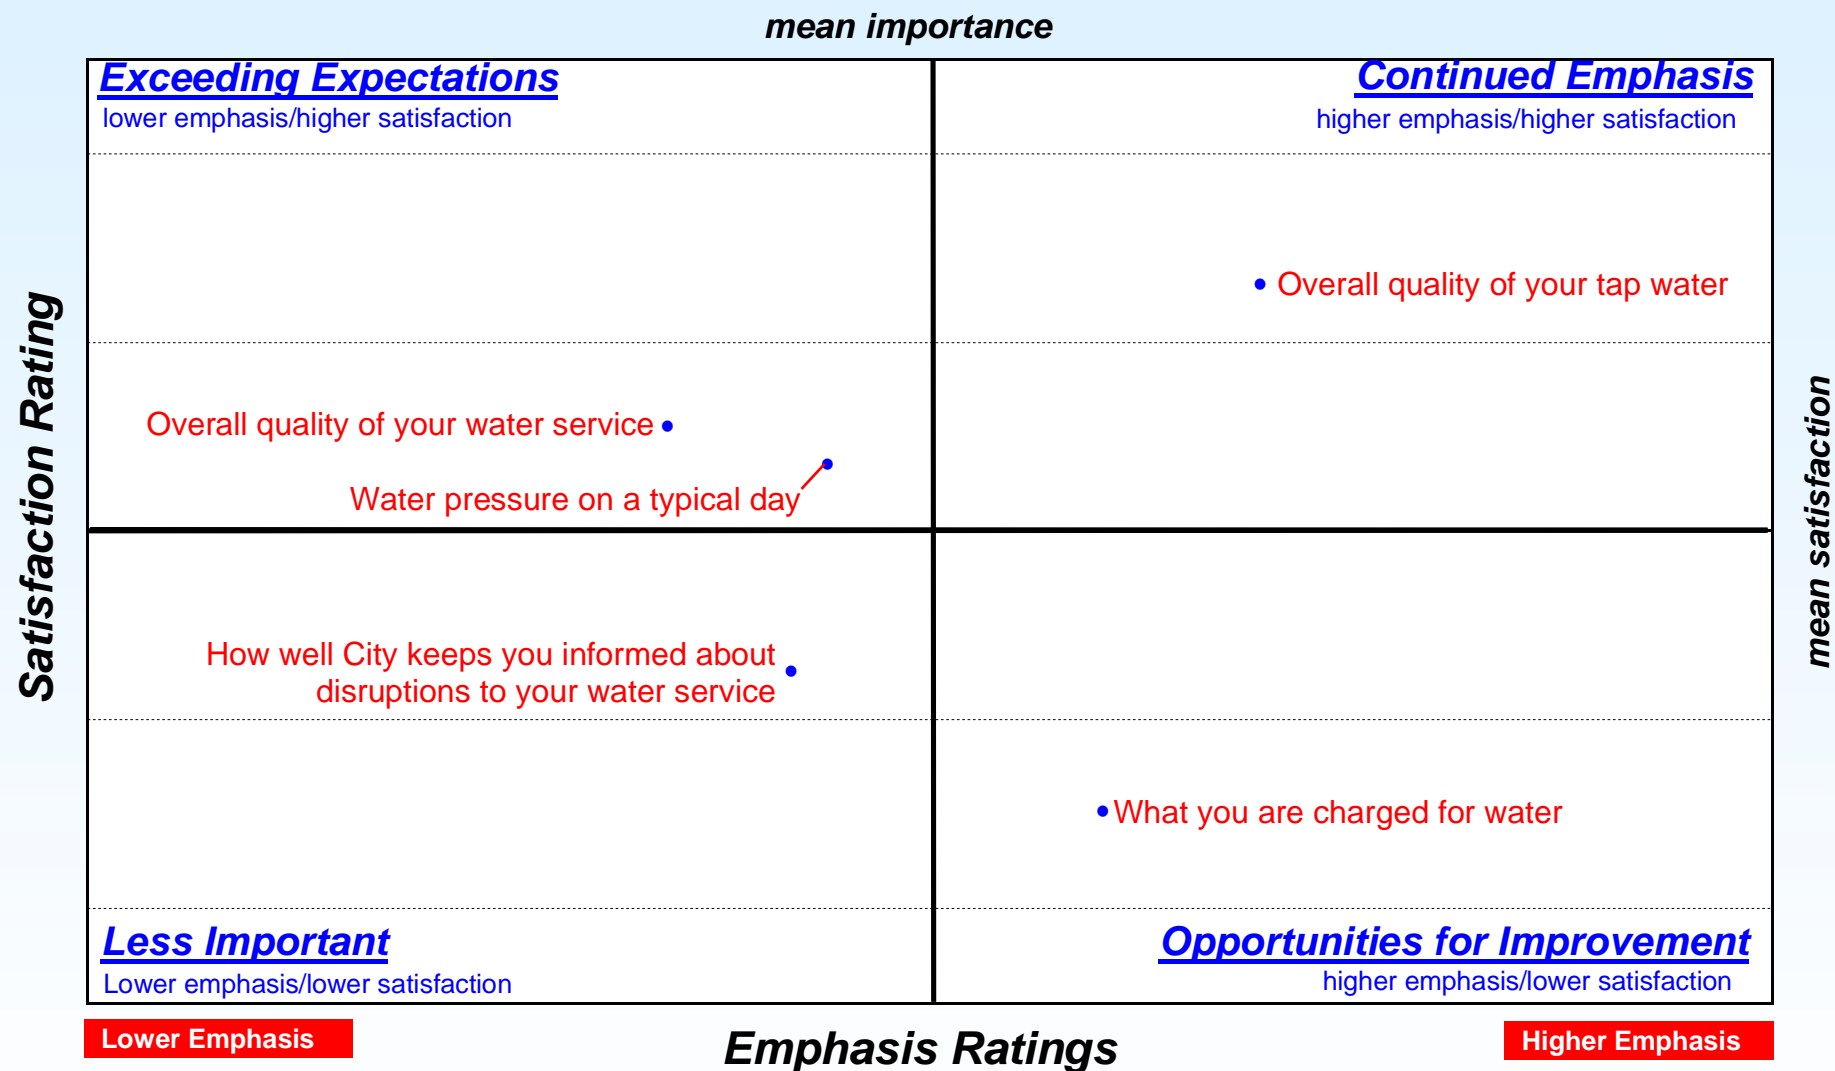 mean importance
Exceeding Expectations
lower emphasis/higher satisfaction
Continued Emphasis
higher emphasis/higher satisfaction
Overall quality of your tap water
Overall quality of your water service
Water pressure on a typical day
Satisfaction Rating
mean satisfaction
How well City keeps you informed about
disruptions to your water service
What you are charged for water
Less Important
Lower emphasis/lower satisfaction
Opportunities for Improvement
higher emphasis/lower satisfaction
Lower Emphasis
Emphasis Ratings
Higher Emphasis